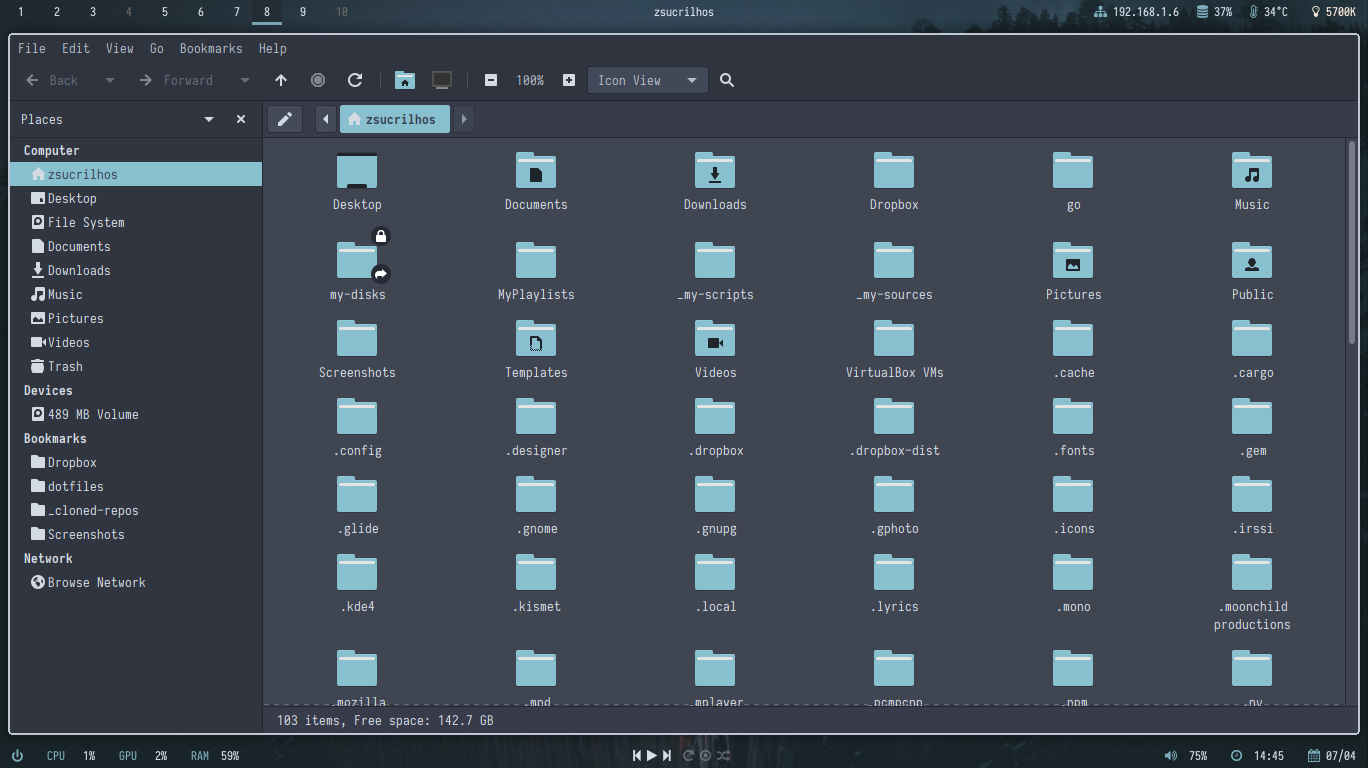 1 2 3 4 5 6 7 8 9 10 zsucrilhos 192.168.1.6 37% 34°C 5700K
File Edit View Go Bookmarks Help
Back Forward 100% Icon View
Places zsucrilhos
Computer
zsucrilhos
Desktop
File System
Documents
Downloads
Music
Pictures
Videos
Trash
Devices
489 MB Volume
Bookmarks
Dropbox
dotfiles
_cloned-repos
Screenshots
Network
Browse Network
Desktop Documents Downloads Dropbox go Music
my-disks MyPlaylists _my-scripts _my-sources Pictures Public
Screenshots Templates Videos VirtualBox VMs .cache .cargo
.config .designer .dropbox .dropbox-dist .fonts .gem
.glide .gnome .gnupg .gphoto .icons .irssi
.kde4 .kismet .local .lyrics .mono .moonchild
productions
.mozilla .mpd .mplayer .ncmpcpp .npm .nv
103 items, Free space: 142.7 GB
CPU 1% GPU 2% RAM 59% 75% 14:45 07/04